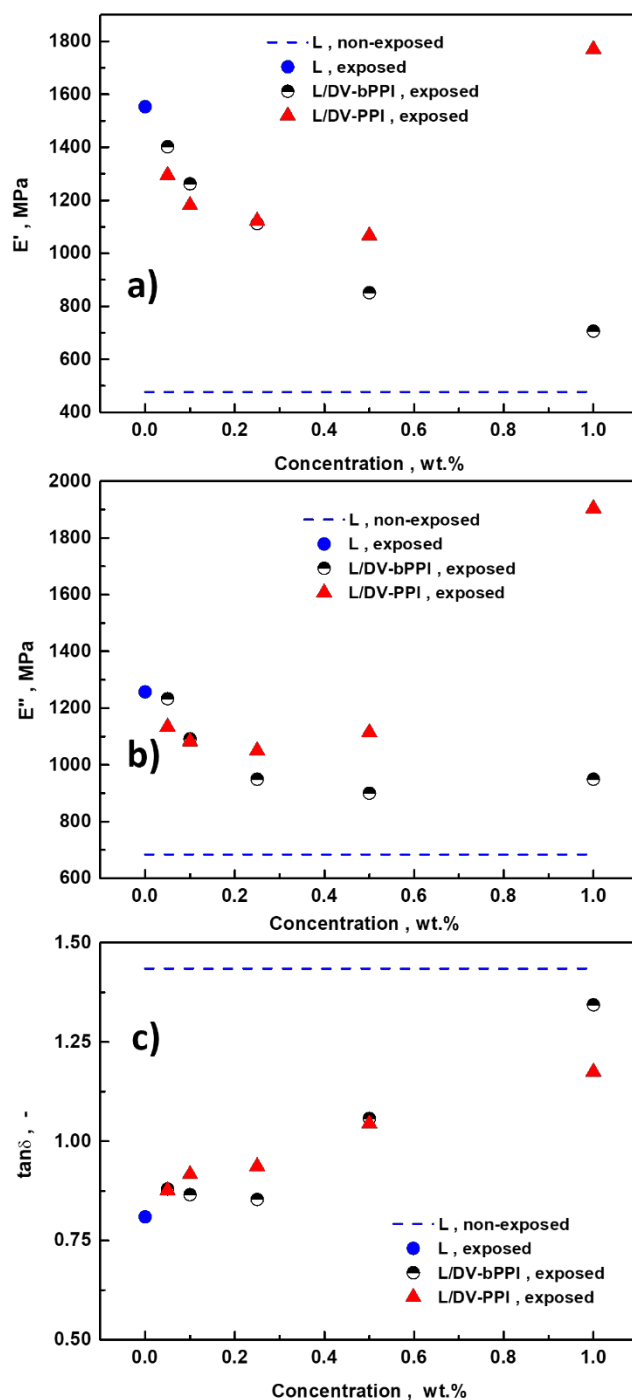 1800
1600
1400
1200
1000
800
600
400
E' , MPa
L , non-exposed
L , exposed
L/DV-bPPI , exposed
L/DV-PPI , exposed
a)
0.0 0.2 0.4 0.6 0.8 1.0
Concentration , wt.%
2000
1800
1600
1400
1200
1000
800
600
E" , MPa
L , non-exposed
L , exposed
L/DV-bPPI , exposed
L/DV-PPI , exposed
b)
0.0 0.2 0.4 0.6 0.8 1.0
Concentration , wt.%
1.50
1.25
1.00
0.75
0.50
tanδ , -
c)
L , non-exposed
L , exposed
L/DV-bPPI , exposed
L/DV-PPI , exposed
0.0 0.2 0.4 0.6 0.8 1.0
Concentration , wt.%